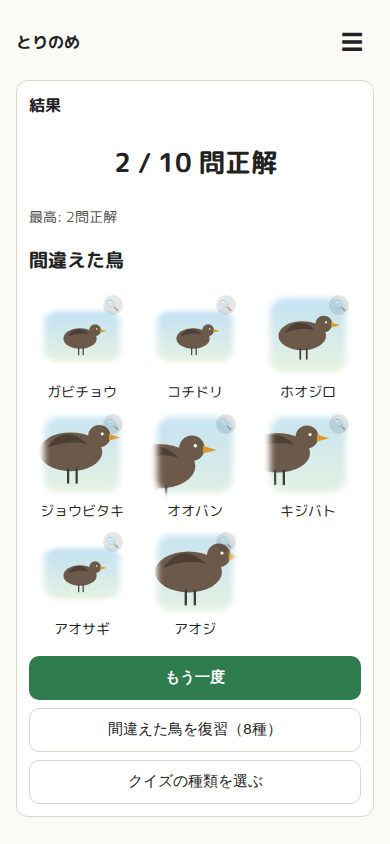 とりのめ
結果
2 / 10 問正解
最高: 2問正解
間違えた鳥
ガビチョウ
コチドリ
ホオジロ
ジョウビタキ
オオバン
キジバト
アオサギ
アオジ
もう一度
間違えた鳥を復習（8種）
クイズの種類を選ぶ